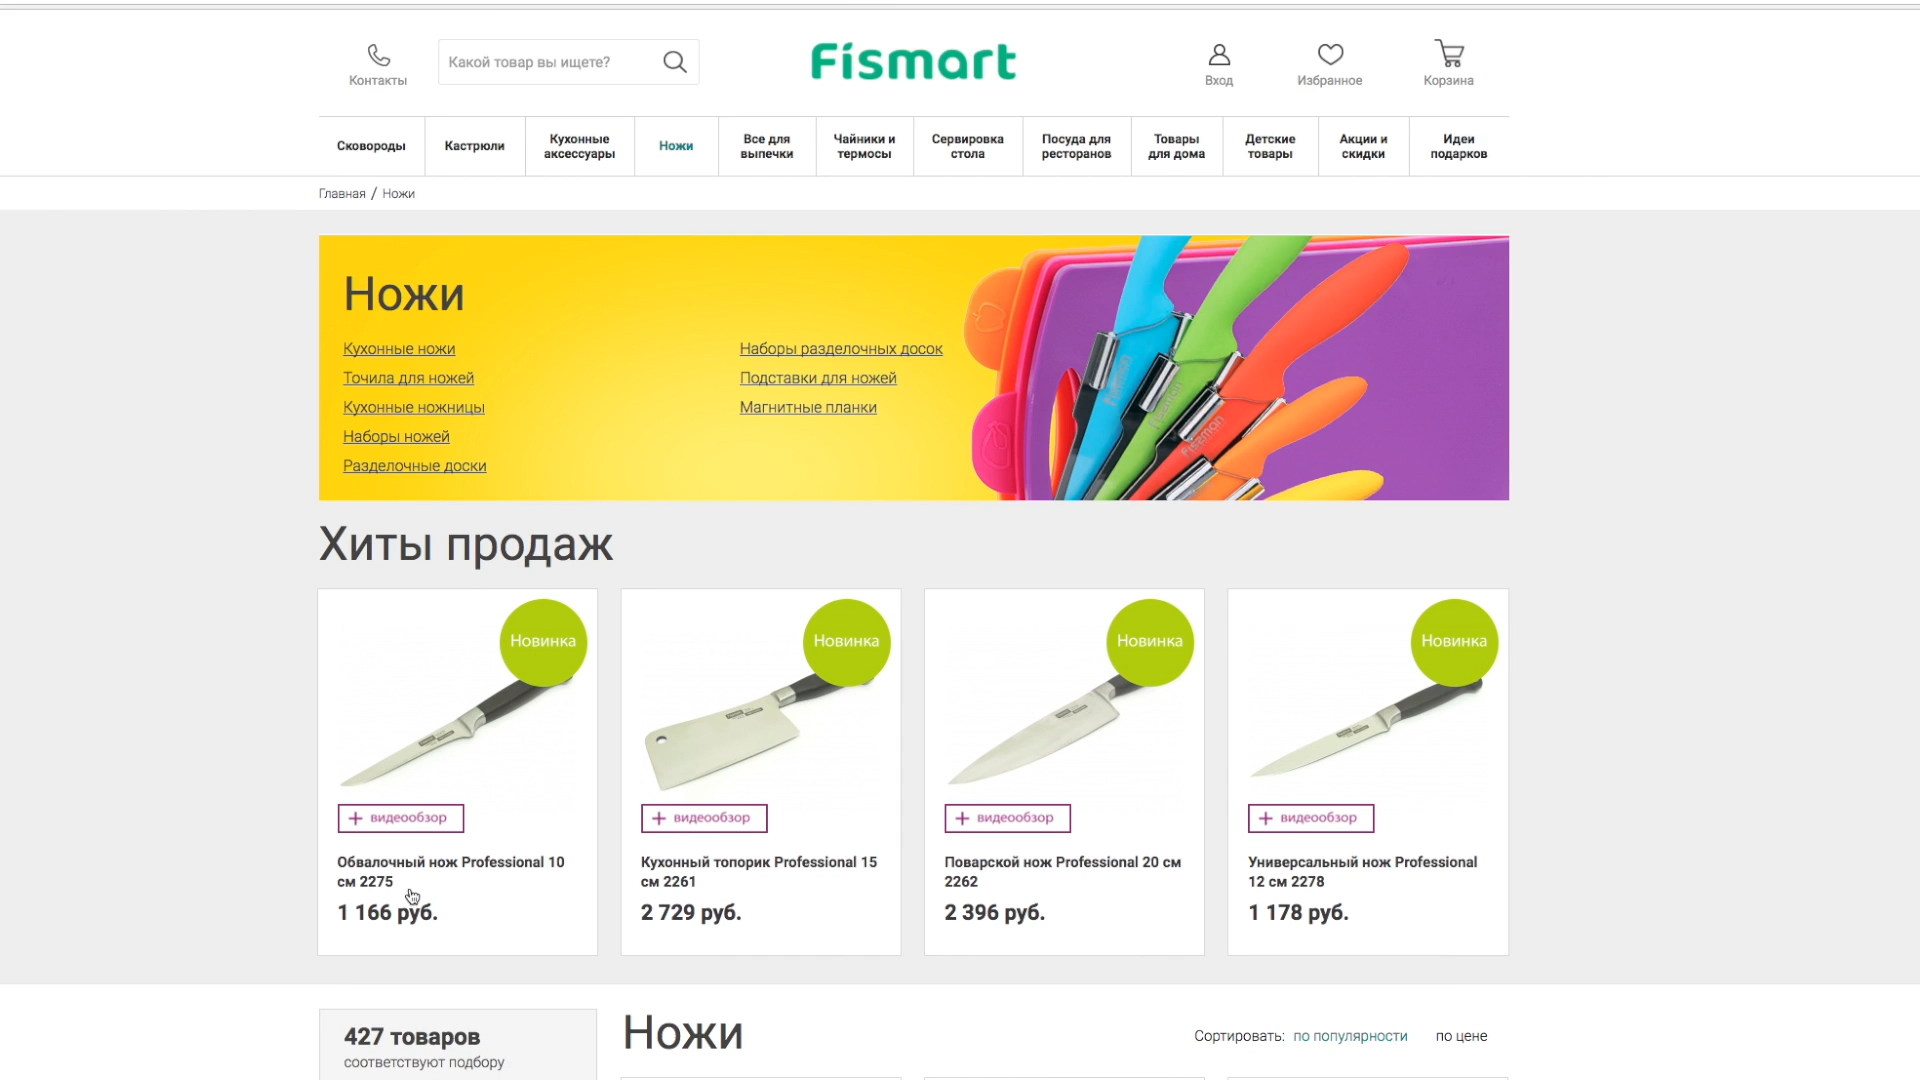 Контакты
Какой товар вы ищете?
Fismart
Вход
Избранное
Корзина
Сковороды
Кастрюли
Кухонные
аксессуары
Ножи
Все для
выпечки
Чайники и
термосы
Сервировка
стола
Посуда для
ресторанов
Товары
для дома
Детские
товары
Акции и
скидки
Идеи
подарков
Главная / Ножи
Ножи
Кухонные ножи
Точила для ножей
Кухонные ножницы
Наборы ножей
Разделочные доски
Наборы разделочных досок
Подставки для ножей
Магнитные планки
Fissman
Fissman
Fissman
Хиты продаж
Новинка
+ видеообзор
Обвалочный нож Professional 10
см 2275
1 166 руб.
Новинка
+ видеообзор
Кухонный топорик Professional 15
см 2261
2 729 руб.
Новинка
+ видеообзор
Поварской нож Professional 20 см
2262
2 396 руб.
Новинка
+ видеообзор
Универсальный нож Professional
12 см 2278
1 178 руб.
427 товаров
соответствуют подбору
Ножи
Сортировать: по популярности по цене